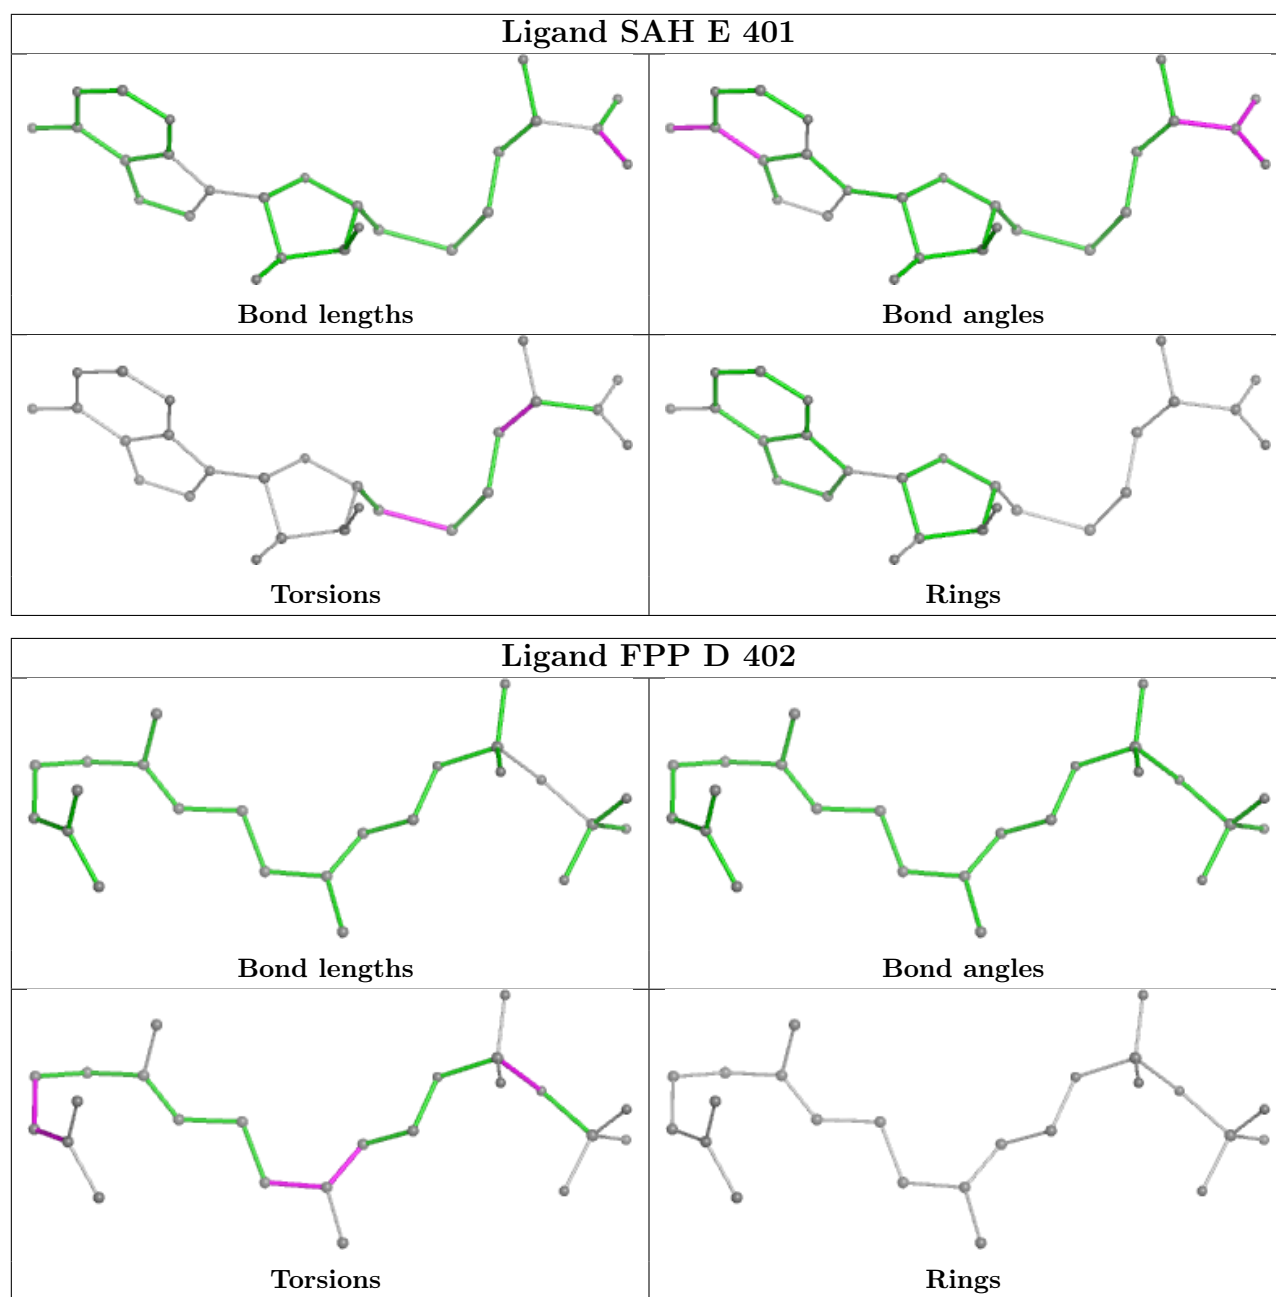 Ligand SAH E 401
Bond lengths
Bond angles
Torsions
Rings
Ligand FPP D 402
Bond lengths
Bond angles
Torsions
Rings